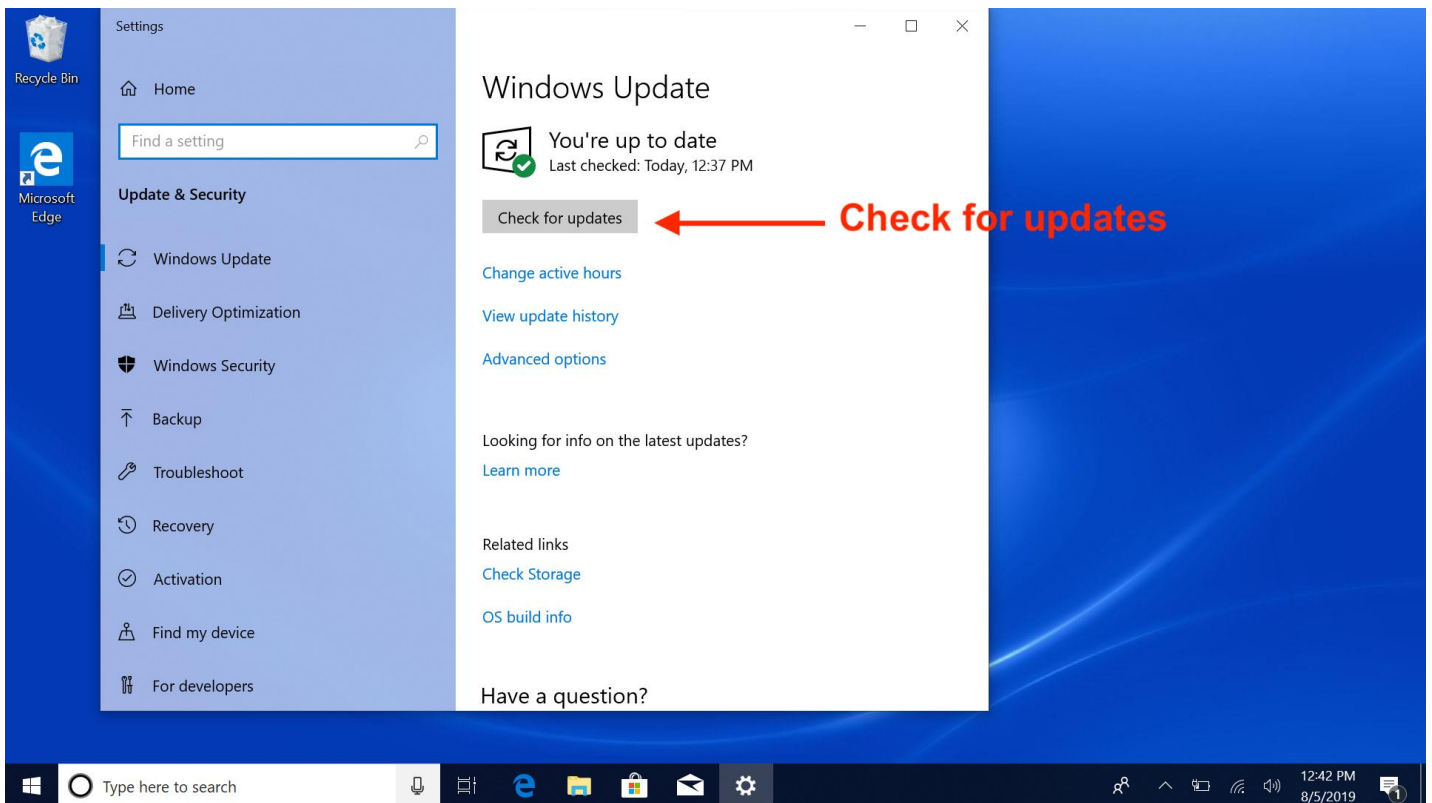 Recycle Bin
Microsoft
Edge
Settings
Home
Find a setting
Update & Security
Windows Update
Delivery Optimization
Windows Security
Backup
Troubleshoot
Recovery
Activation
Find my device
For developers
Windows Update
You're up to date
Last checked: Today, 12:37 PM
Check for updates
Check for updates
Change active hours
View update history
Advanced options
Looking for info on the latest updates?
Learn more
Related links
Check Storage
OS build info
Have a question?
Type here to search
12:42 PM
8/5/2019
1